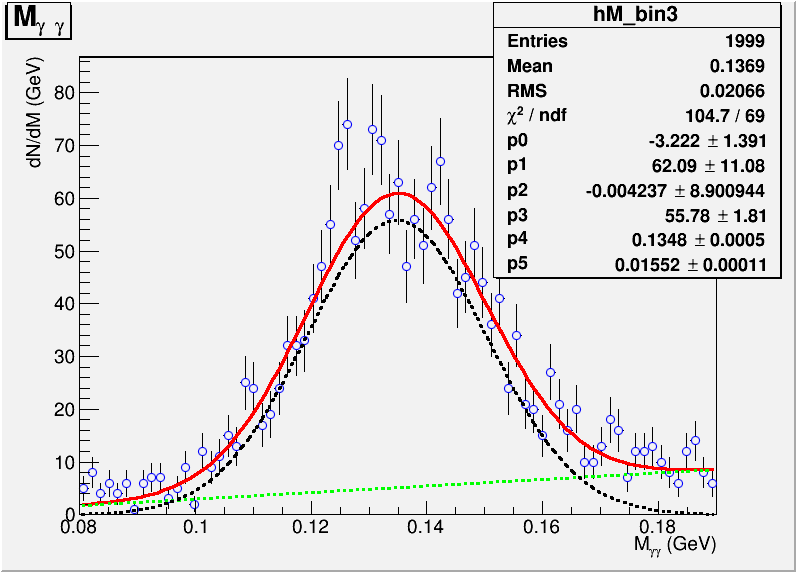 Mγ γ
hM_bin3
Entries 1999
Mean 0.1369
RMS 0.02066
χ² / ndf 104.7 / 69
p0 -3.222 ± 1.391
p1 62.09 ± 11.08
p2 -0.004237 ± 8.900944
p3 55.78 ± 1.81
p4 0.1348 ± 0.0005
p5 0.01552 ± 0.00011
dN/dM (GeV)
80
70
60
50
40
30
20
10
0
0.08 0.1 0.12 0.14 0.16 0.18
Mγγ (GeV)